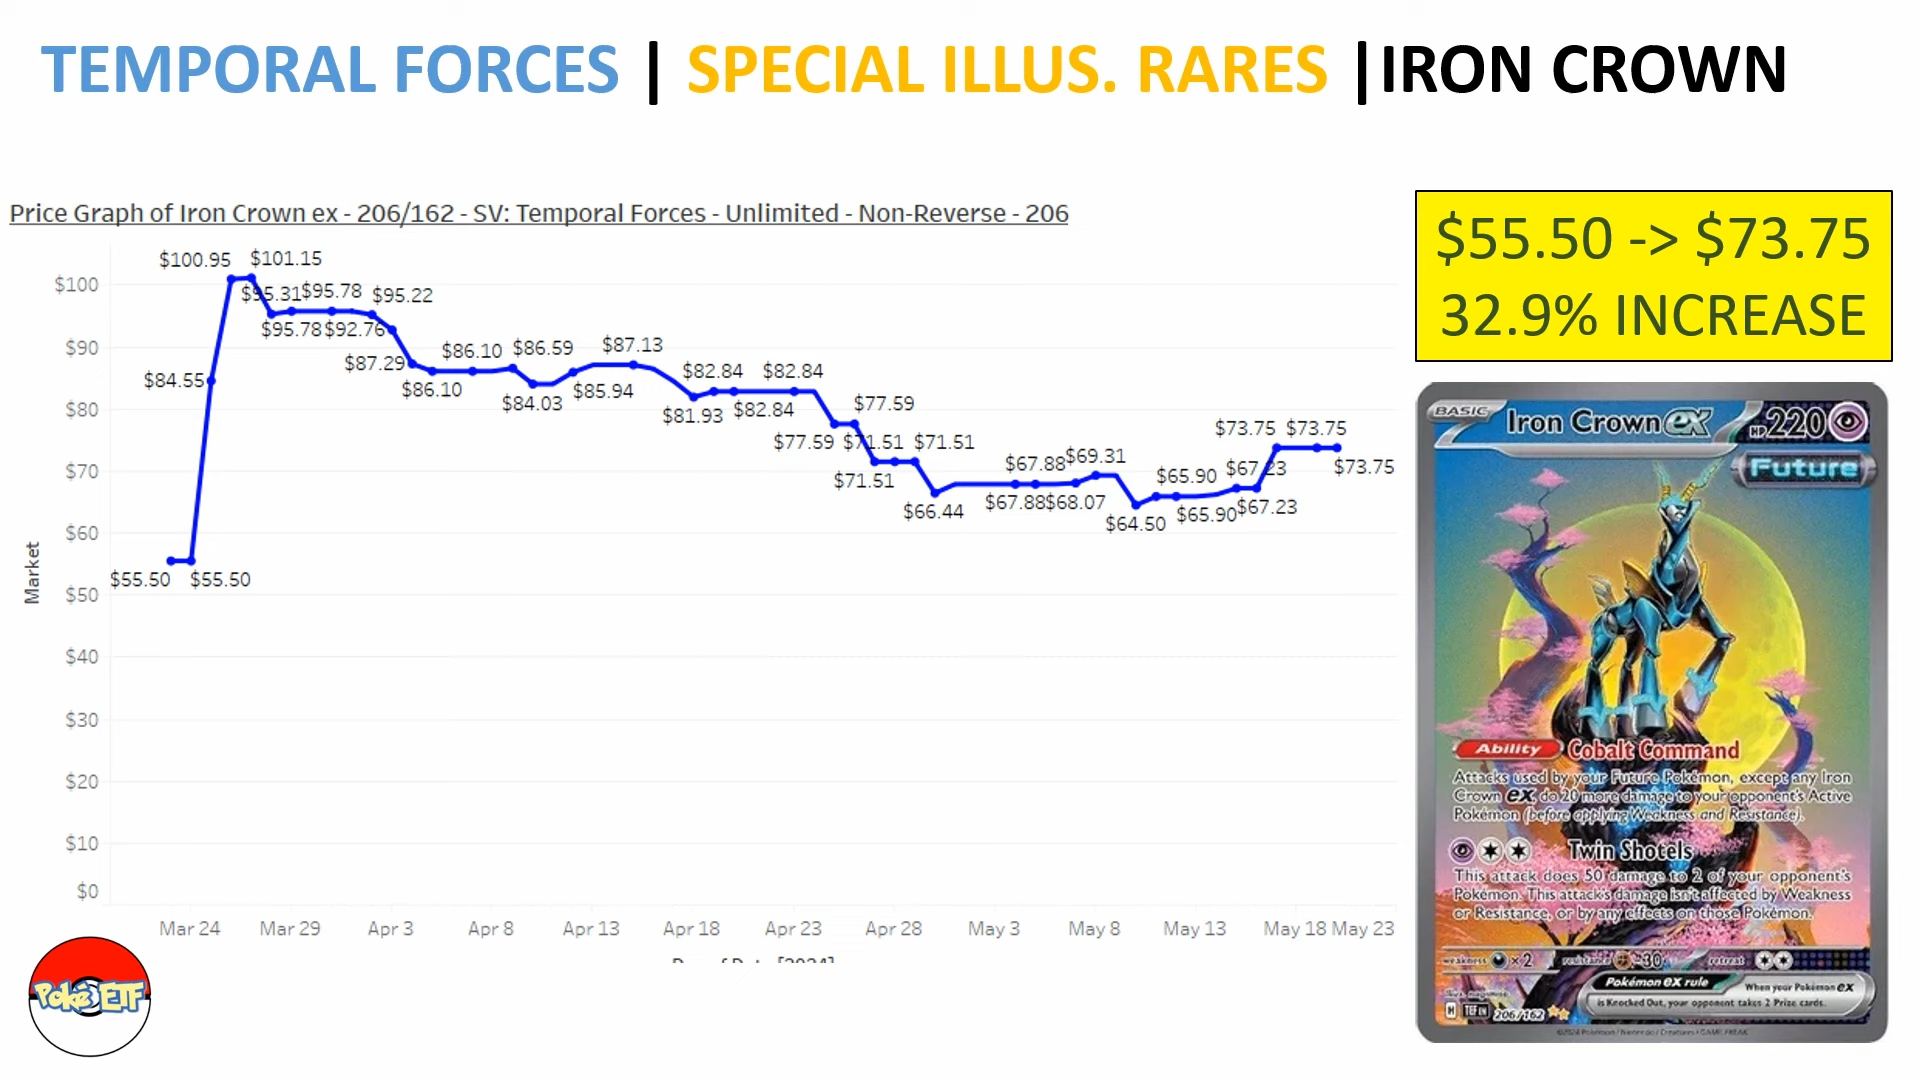 TEMPORAL FORCES | SPECIAL ILLUS. RARES |IRON CROWN
Price Graph of Iron Crown ex - 206/162 - SV: Temporal Forces - Unlimited - Non-Reverse - 206
$55.50 -> $73.75
32.9% INCREASE
Market
$100
$90
$80
$70
$60
$50
$40
$30
$20
$10
$0
$55.50
$55.50
$84.55
$100.95
$101.15
$95.31
$95.78
$95.78
$95.22
$92.76
$87.29
$86.10
$86.10
$86.59
$84.03
$85.94
$87.13
$81.93
$82.84
$82.84
$82.84
$77.59
$77.59
$71.51
$71.51
$71.51
$66.44
$67.88
$67.88
$68.07
$69.31
$64.50
$65.90
$65.90
$67.23
$67.23
$73.75
$73.75
$73.75
Mar 24 Mar 29 Apr 3 Apr 8 Apr 13 Apr 18 Apr 23 Apr 28 May 3 May 8 May 13 May 18 May 23
PokéETF
BASIC Iron Crown ex HP 220
Future
Ability Cobalt Command
Attacks used by your Future Pokémon, except any Iron
Crown ex, do 20 more damage to your opponent's Active
Pokémon (before applying Weakness and Resistance).
Twin Shotels
This attack does 50 damage to 2 of your opponent's
Pokémon. This attack's damage isn't affected by Weakness
or Resistance, or by any effects on those Pokémon.
weakness ×2 resistance -30 retreat
Pokémon ex rule When your Pokémon ex
is Knocked Out, your opponent takes 2 Prize cards.
H TEF EN 206/162